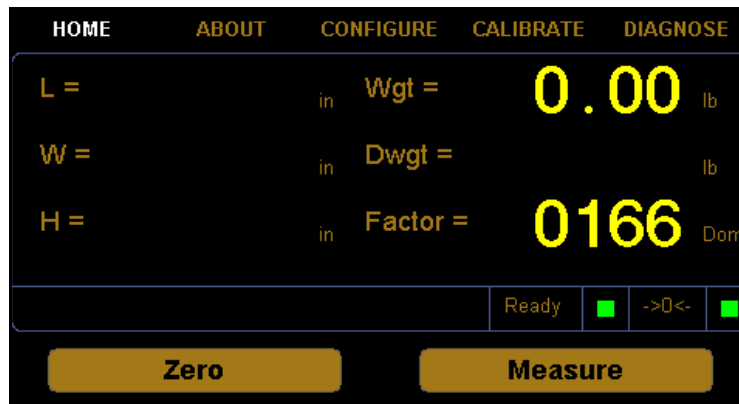 HOME ABOUT CONFIGURE CALIBRATE DIAGNOSE
L = in Wgt = 0.00 lb
W = in Dwgt = lb
H = in Factor = 0166 Dom
Ready ->0<-
Zero Measure